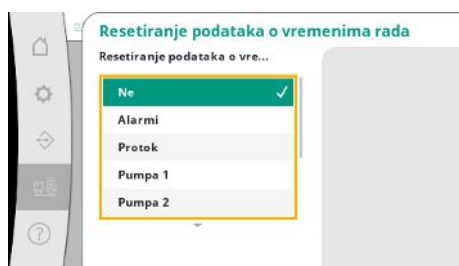 Resetiranje podataka o vremenima rada
Resetiranje podataka o vre...
Ne
Alarmi
Protok
Pumpa 1
Pumpa 2